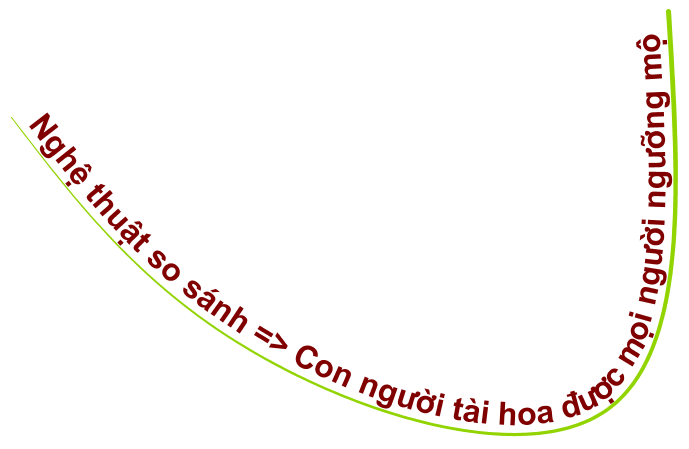 Nghệ thuật so sánh => Con người tài hoa được mọi người ngưỡng mộ